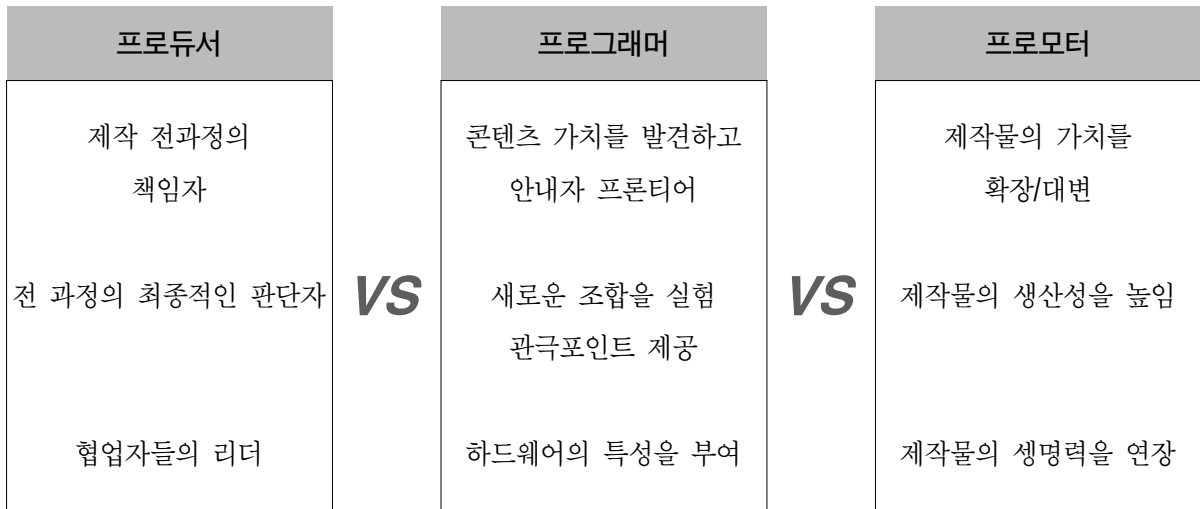 프로듀서
제작 전과정의
책임자
전 과정의 최종적인 판단자
협업자들의 리더
VS
프로그래머
콘텐츠 가치를 발견하고
안내자 프론티어
새로운 조합을 실험
관극포인트 제공
하드웨어의 특성을 부여
VS
프로모터
제작물의 가치를
확장/대변
제작물의 생산성을 높임
제작물의 셍명력을 연장